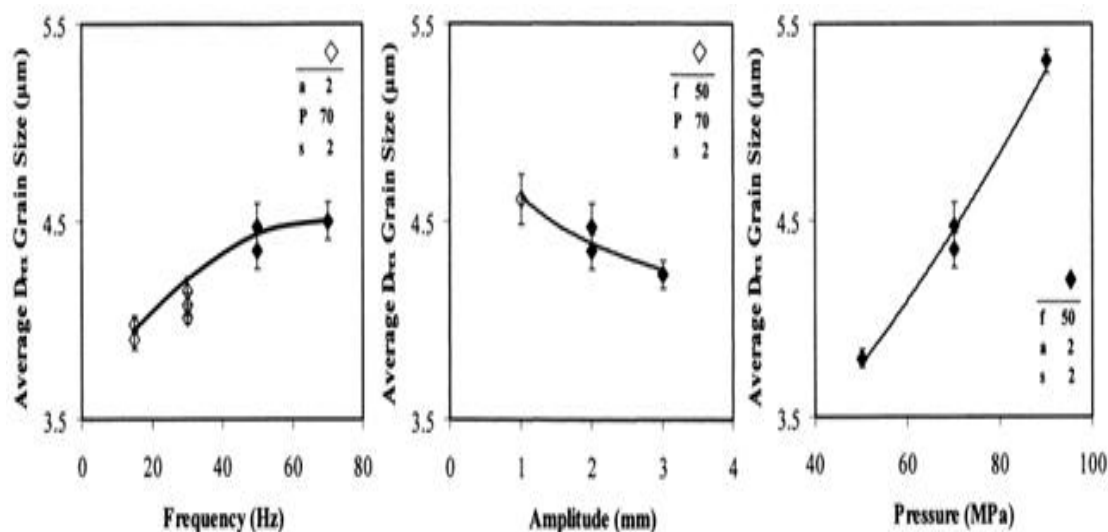 Average Drex Grain Size (µm)
5.5
4.5
3.5
a 2
P 70
s 2
0 20 40 60 80
Frequency (Hz)
Average Drex Grain Size (µm)
5.5
4.5
3.5
f 50
P 70
s 2
0 1 2 3 4
Amplitude (mm)
Average Drex Grain Size (µm)
5.5
4.5
3.5
f 50
a 2
s 2
40 60 80 100
Pressure (MPa)